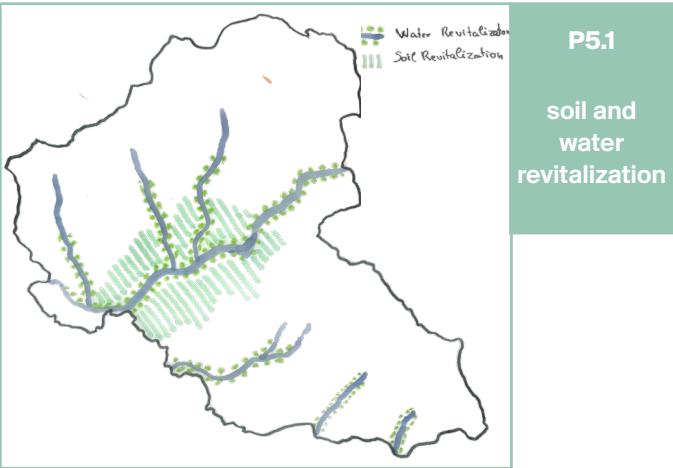 Water Revitalization
Soil Revitalization
P5.1
soil and
water
revitalization